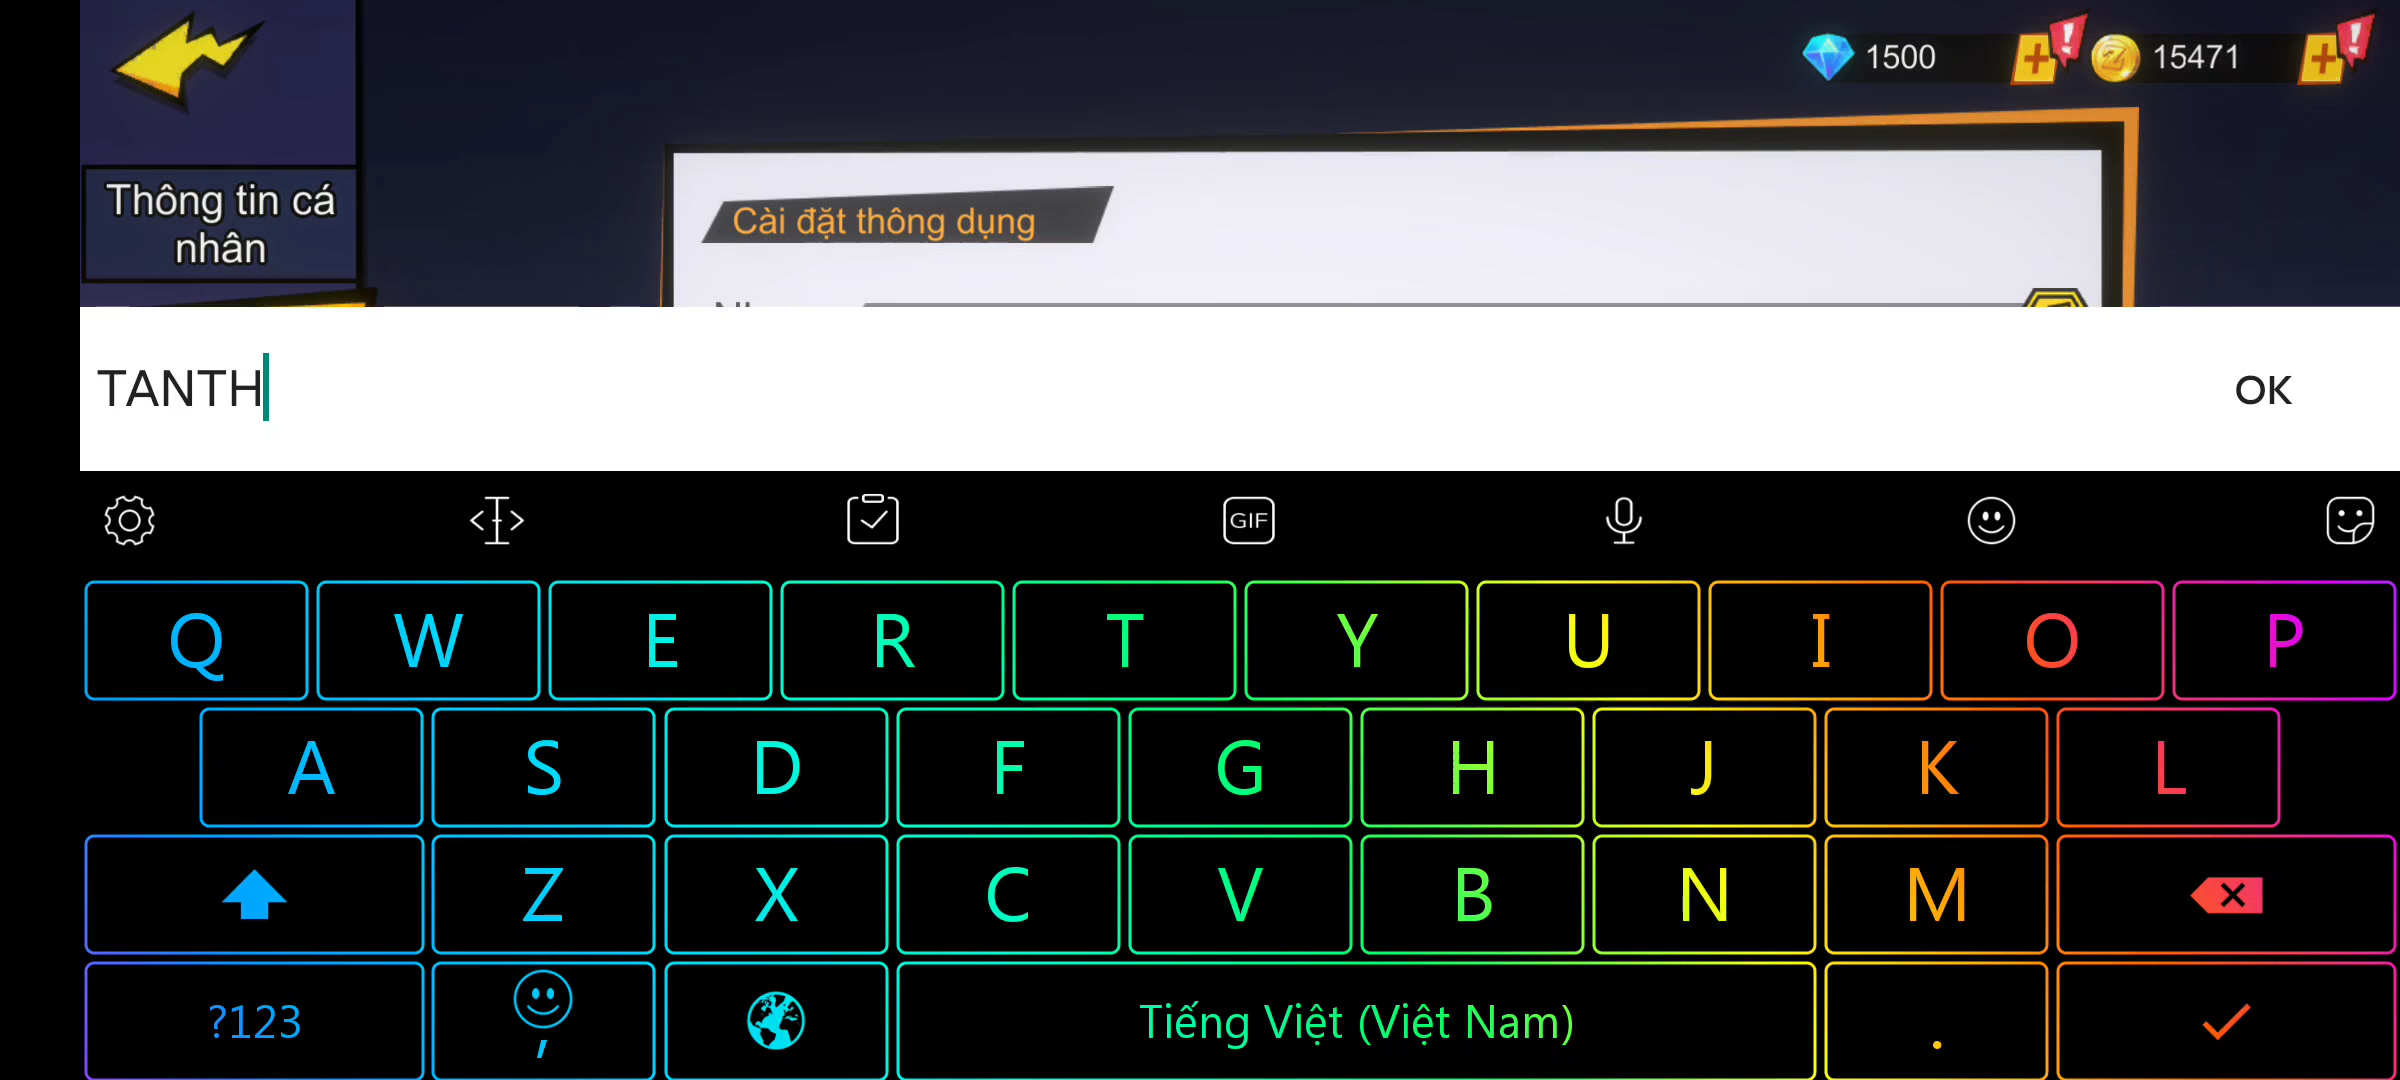 1500
15471
Thông tin cá
nhân
Cài đặt thông dụng
TANTH
OK
GIF
Q W E R T Y U I O P
A S D F G H J K L
Z X C V B N M
?123 , Tiếng Việt (Việt Nam) .